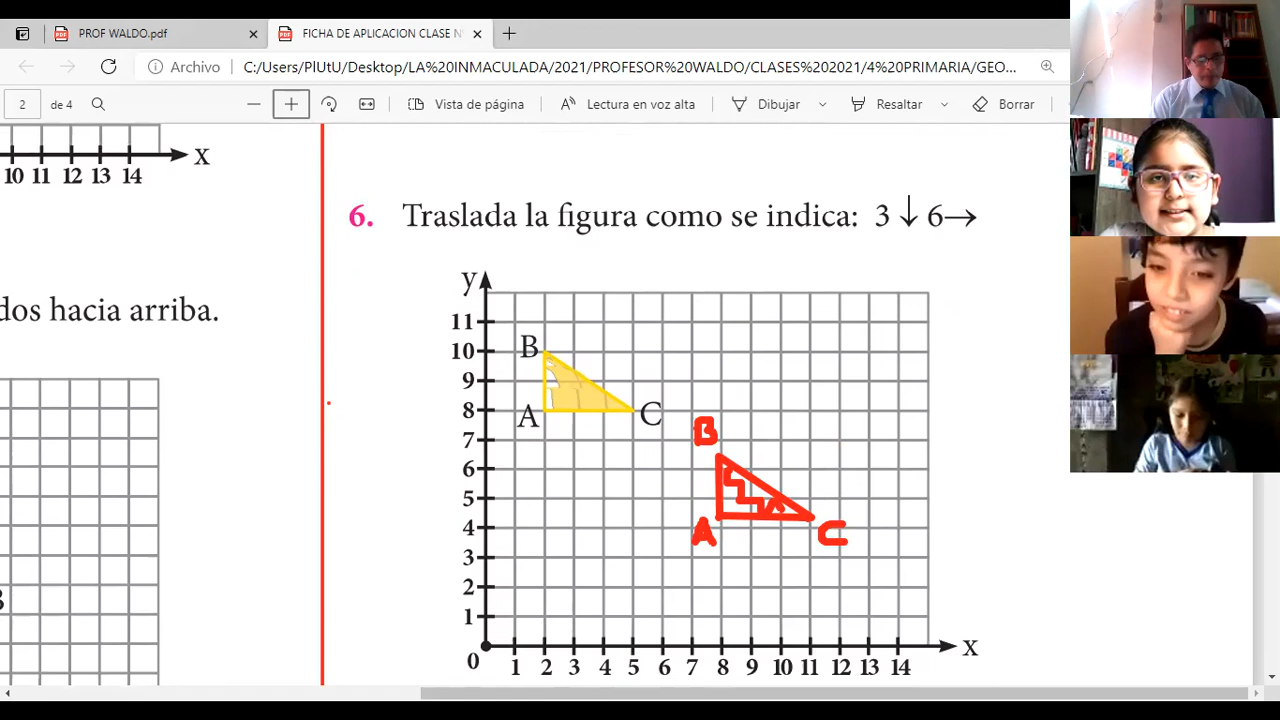 PROF WALDO.pdf
FICHA DE APLICACION CLASE N
Archivo
C:/Users/PlUtU/Desktop/LA%20INMACULADA/2021/PROFESOR%20WALDO/CLASES%202021/4%20PRIMARIA/GEO...
2 de 4
Vista de página
Lectura en voz alta
Dibujar
Resaltar
Borrar
x
10 11 12 13 14
dos hacia arriba.
B
6. Traslada la figura como se indica: 3 ↓ 6→
y
11
10
9
8
7
6
5
4
3
2
1
0
B
A
C
B
A
C
1 2 3 4 5 6 7 8 9 10 11 12 13 14
x